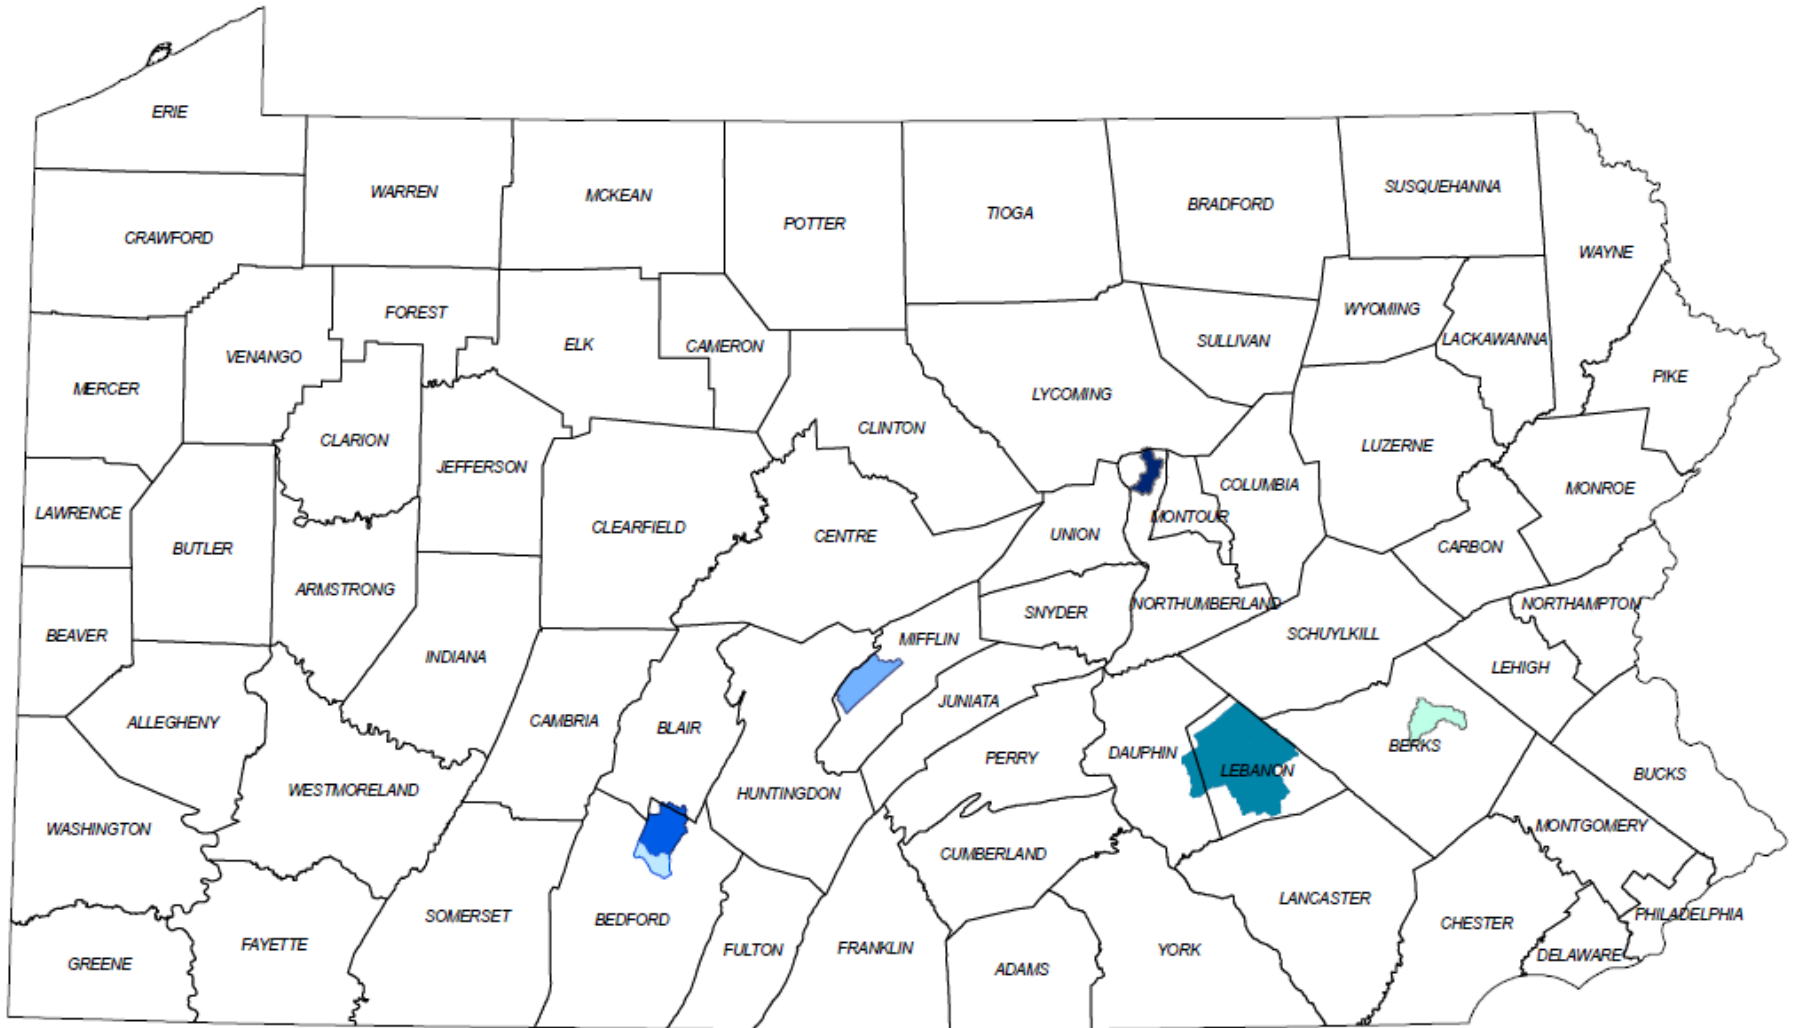 ERIE
WARREN
MCKEAN
POTTER
TIOGA
BRADFORD
SUSQUEHANNA
WAYNE
CRAWFORD
FOREST
VENANGO
ELK
CAMERON
SULLIVAN
WYOMING
LACKAWANNA
PIKE
MERCER
CLARION
JEFFERSON
CLINTON
LYCOMING
LUZERNE
COLUMBIA
MONROE
LAWRENCE
BUTLER
CLEARFIELD
CENTRE
UNION
MONTOUR
CARBON
ARMSTRONG
SNYDER
NORTHUMBERLAND
NORTHAMPTON
BEAVER
INDIANA
MIFFLIN
SCHUYLKILL
LEHIGH
ALLEGHENY
CAMBRIA
BLAIR
JUNIATA
PERRY
DAUPHIN
LEBANON
BERKS
BUCKS
WESTMORELAND
HUNTINGDON
WASHINGTON
CUMBERLAND
MONTGOMERY
SOMERSET
BEDFORD
LANCASTER
CHESTER
PHILADELPHIA
GREENE
FAYETTE
FULTON
FRANKLIN
ADAMS
YORK
DELAWARE